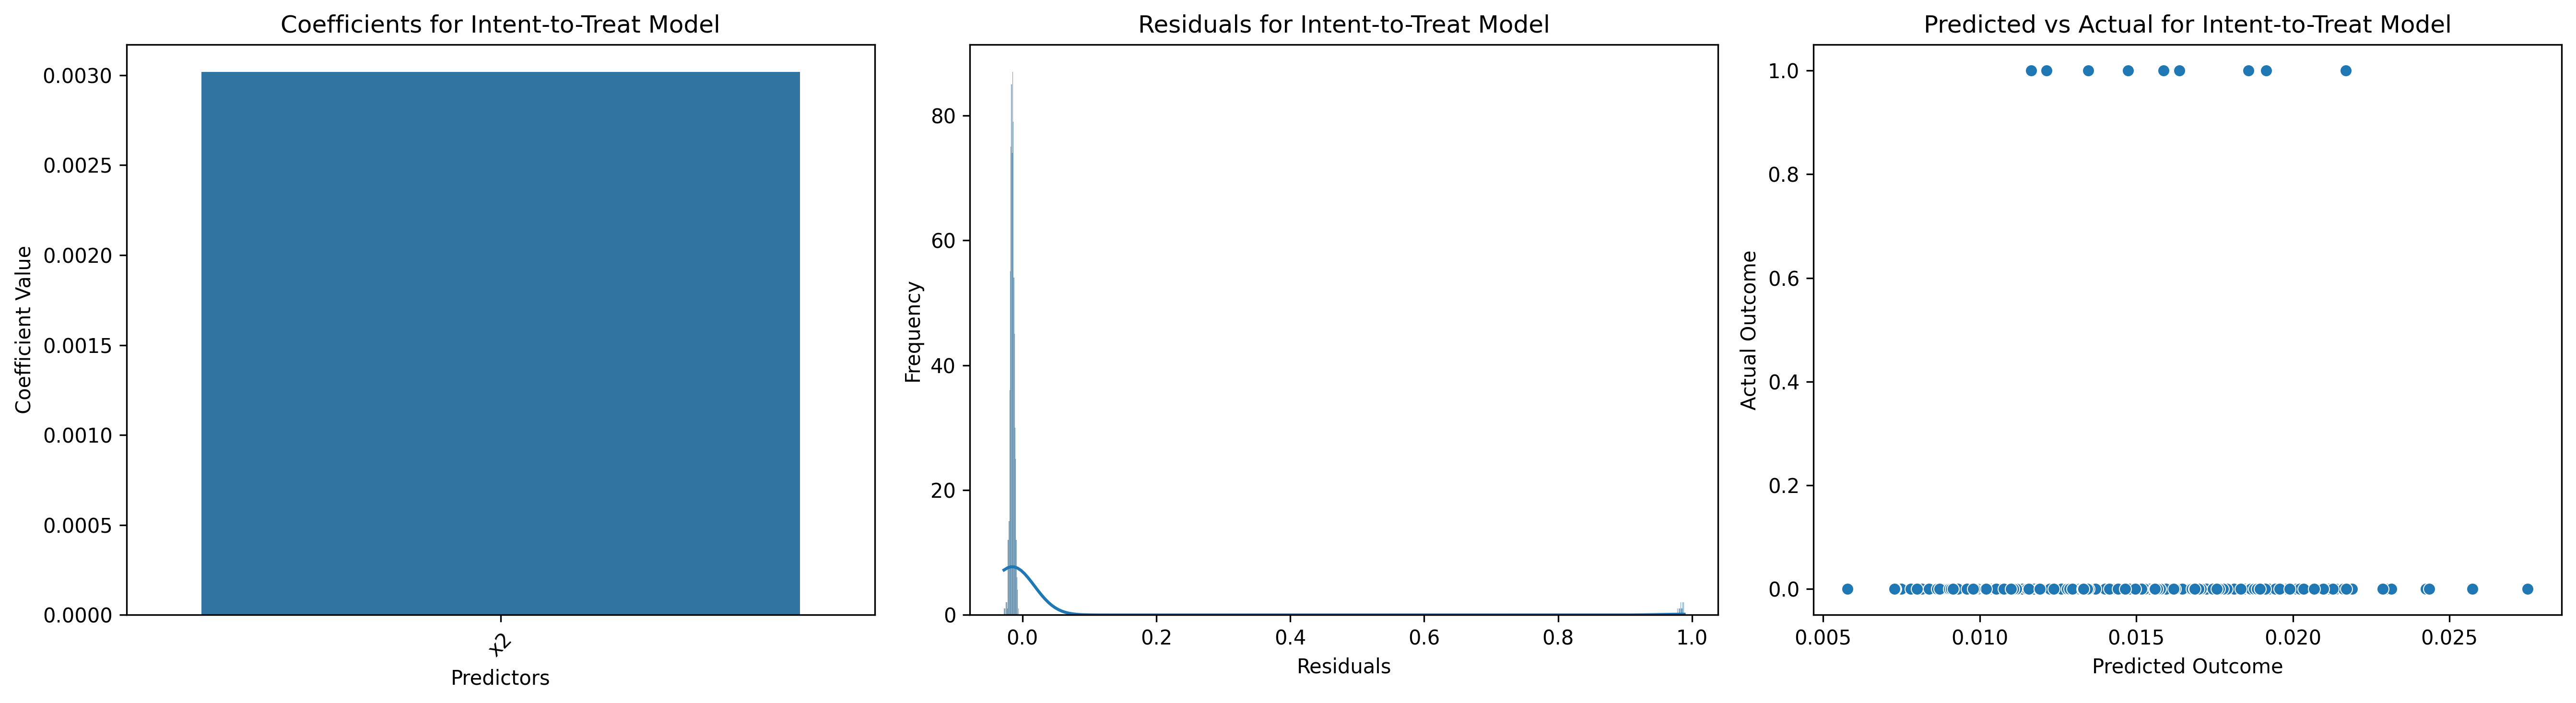 Coefficients for Intent-to-Treat Model
Coefficient Value
0.0030
0.0025
0.0020
0.0015
0.0010
0.0005
0.0000
x2
Predictors
Residuals for Intent-to-Treat Model
Frequency
80
60
40
20
0
0.0 0.2 0.4 0.6 0.8 1.0
Residuals
Predicted vs Actual for Intent-to-Treat Model
Actual Outcome
1.0
0.8
0.6
0.4
0.2
0.0
0.005 0.010 0.015 0.020 0.025
Predicted Outcome